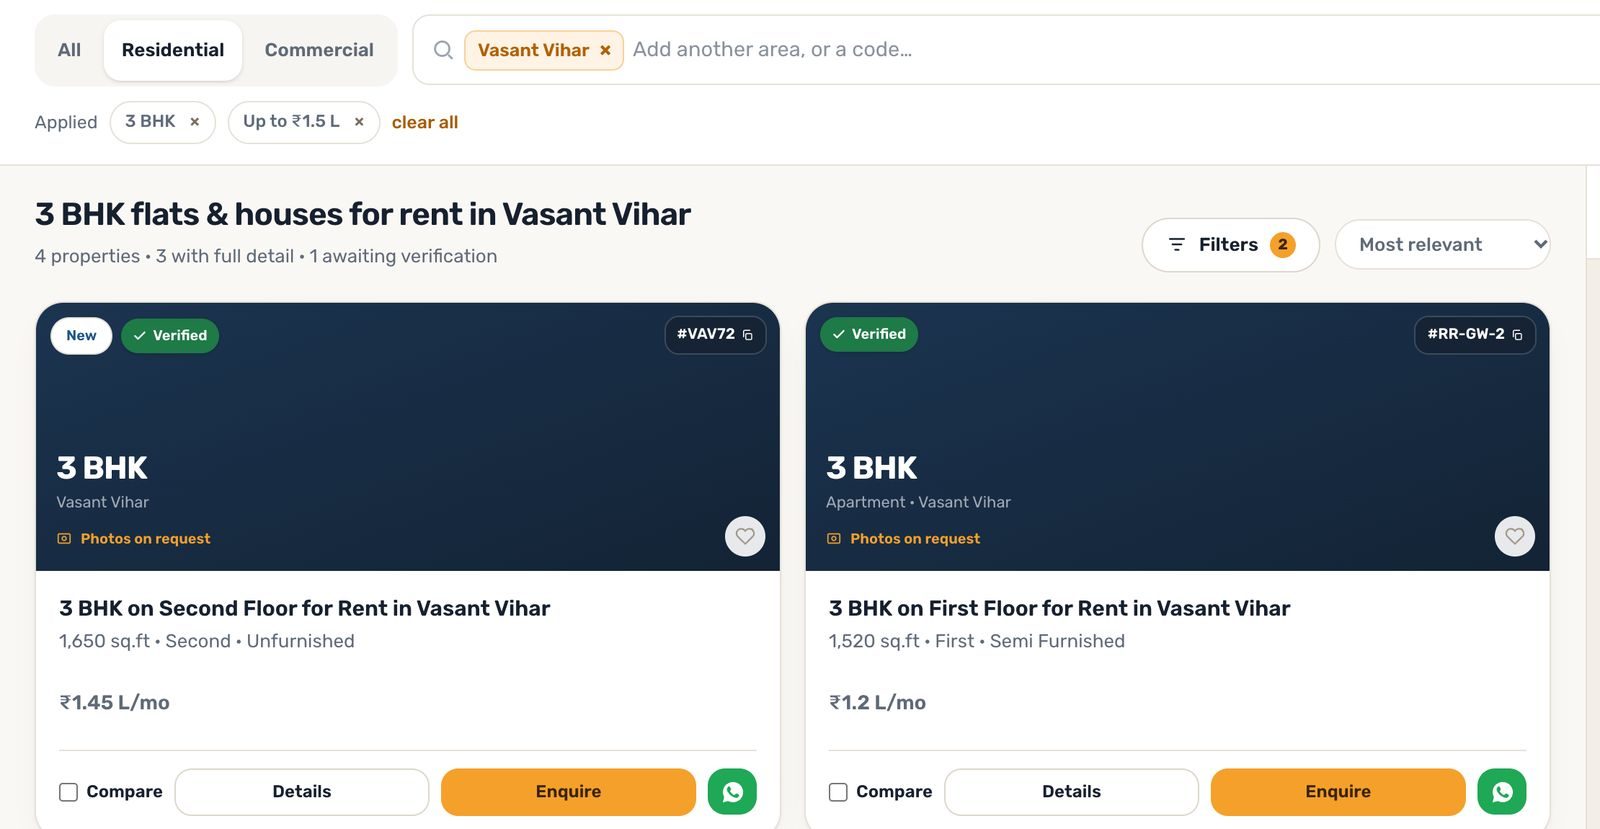 All Residential Commercial Vasant Vihar × Add another area, or a code...
Applied 3 BHK × Up to ₹1.5 L × clear all
3 BHK flats & houses for rent in Vasant Vihar
4 properties • 3 with full detail • 1 awaiting verification
Filters 2 Most relevant
New Verified #VAV72
3 BHK
Vasant Vihar
Photos on request
3 BHK on Second Floor for Rent in Vasant Vihar
1,650 sq.ft • Second • Unfurnished
₹1.45 L/mo
Compare Details Enquire
Verified #RR-GW-2
3 BHK
Apartment • Vasant Vihar
Photos on request
3 BHK on First Floor for Rent in Vasant Vihar
1,520 sq.ft • First • Semi Furnished
₹1.2 L/mo
Compare Details Enquire